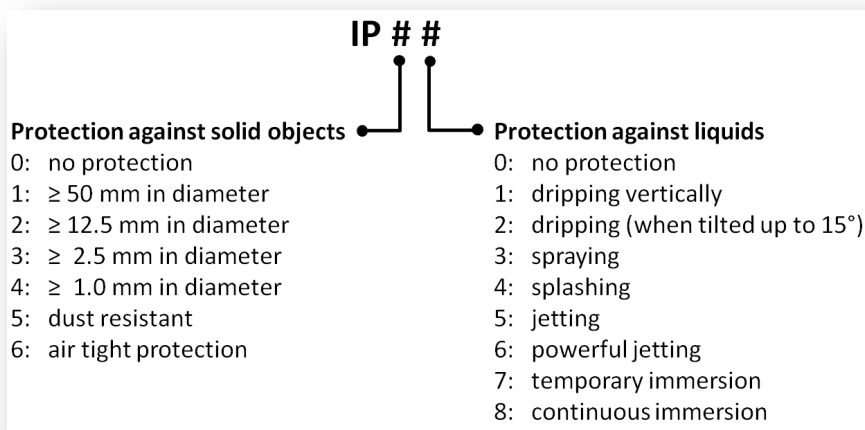 IP # #
Protection against solid objects
0: no protection
1: ≥ 50 mm in diameter
2: ≥ 12.5 mm in diameter
3: ≥ 2.5 mm in diameter
4: ≥ 1.0 mm in diameter
5: dust resistant
6: air tight protection
Protection against liquids
0: no protection
1: dripping vertically
2: dripping (when tilted up to 15°)
3: spraying
4: splashing
5: jetting
6: powerful jetting
7: temporary immersion
8: continuous immersion